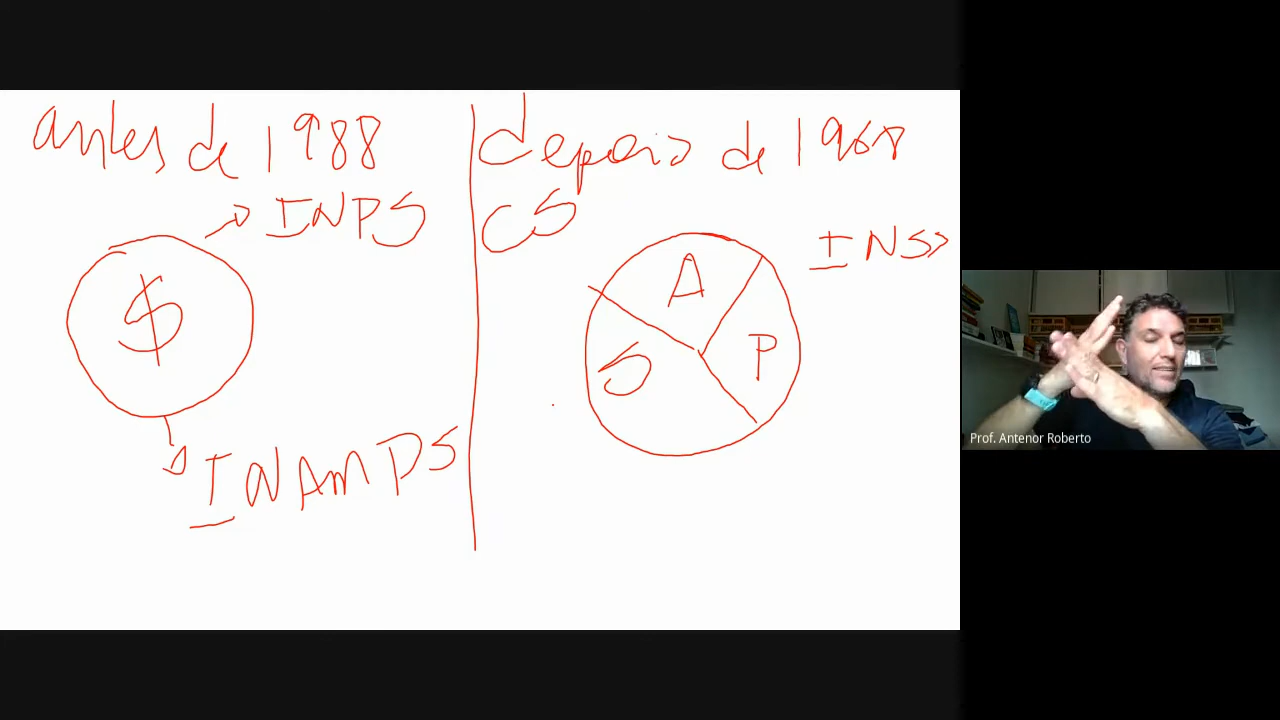 antes de 1988
INPS
$
INAMPS
depois de 1988
CS
INSS
A
S
P
Prof. Antenor Roberto